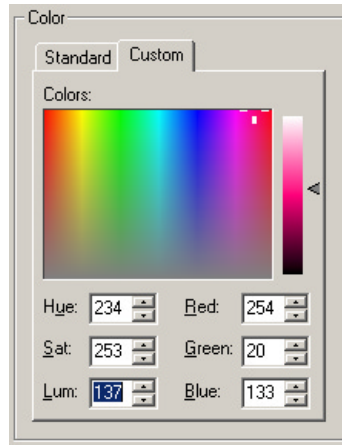 Color
Standard Custom
Colors:
Hue: 234 Red: 254
Sat: 253 Green: 20
Lum: 137 Blue: 133